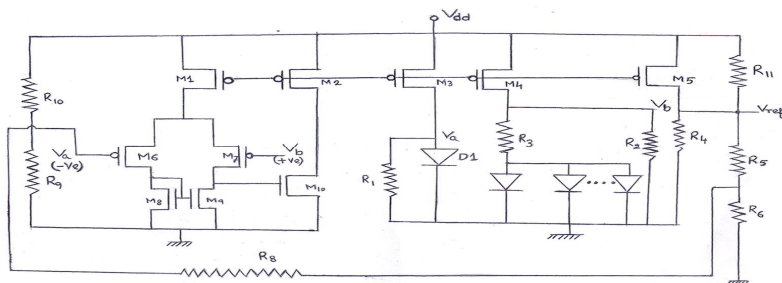 Vdd
M1
M2
M3
M4
M5
R11
R10
Va
Vb
Vref
Va
(-Ve)
M6
M7
Vb
(+ve)
R3
R2
R4
D1
R9
R1
R5
M8
M9
M10
R6
R8